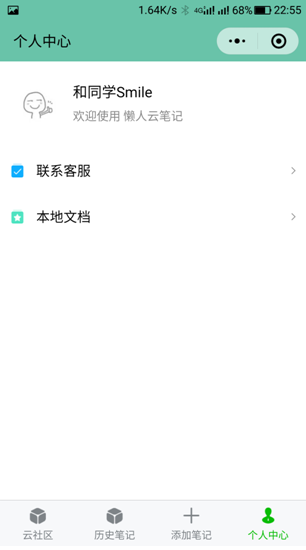 1.64K/s 4G 68% 22:55
个人中心
和同学Smile
欢迎使用 懒人云笔记
联系客服
本地文档
云社区 历史笔记 添加笔记 个人中心